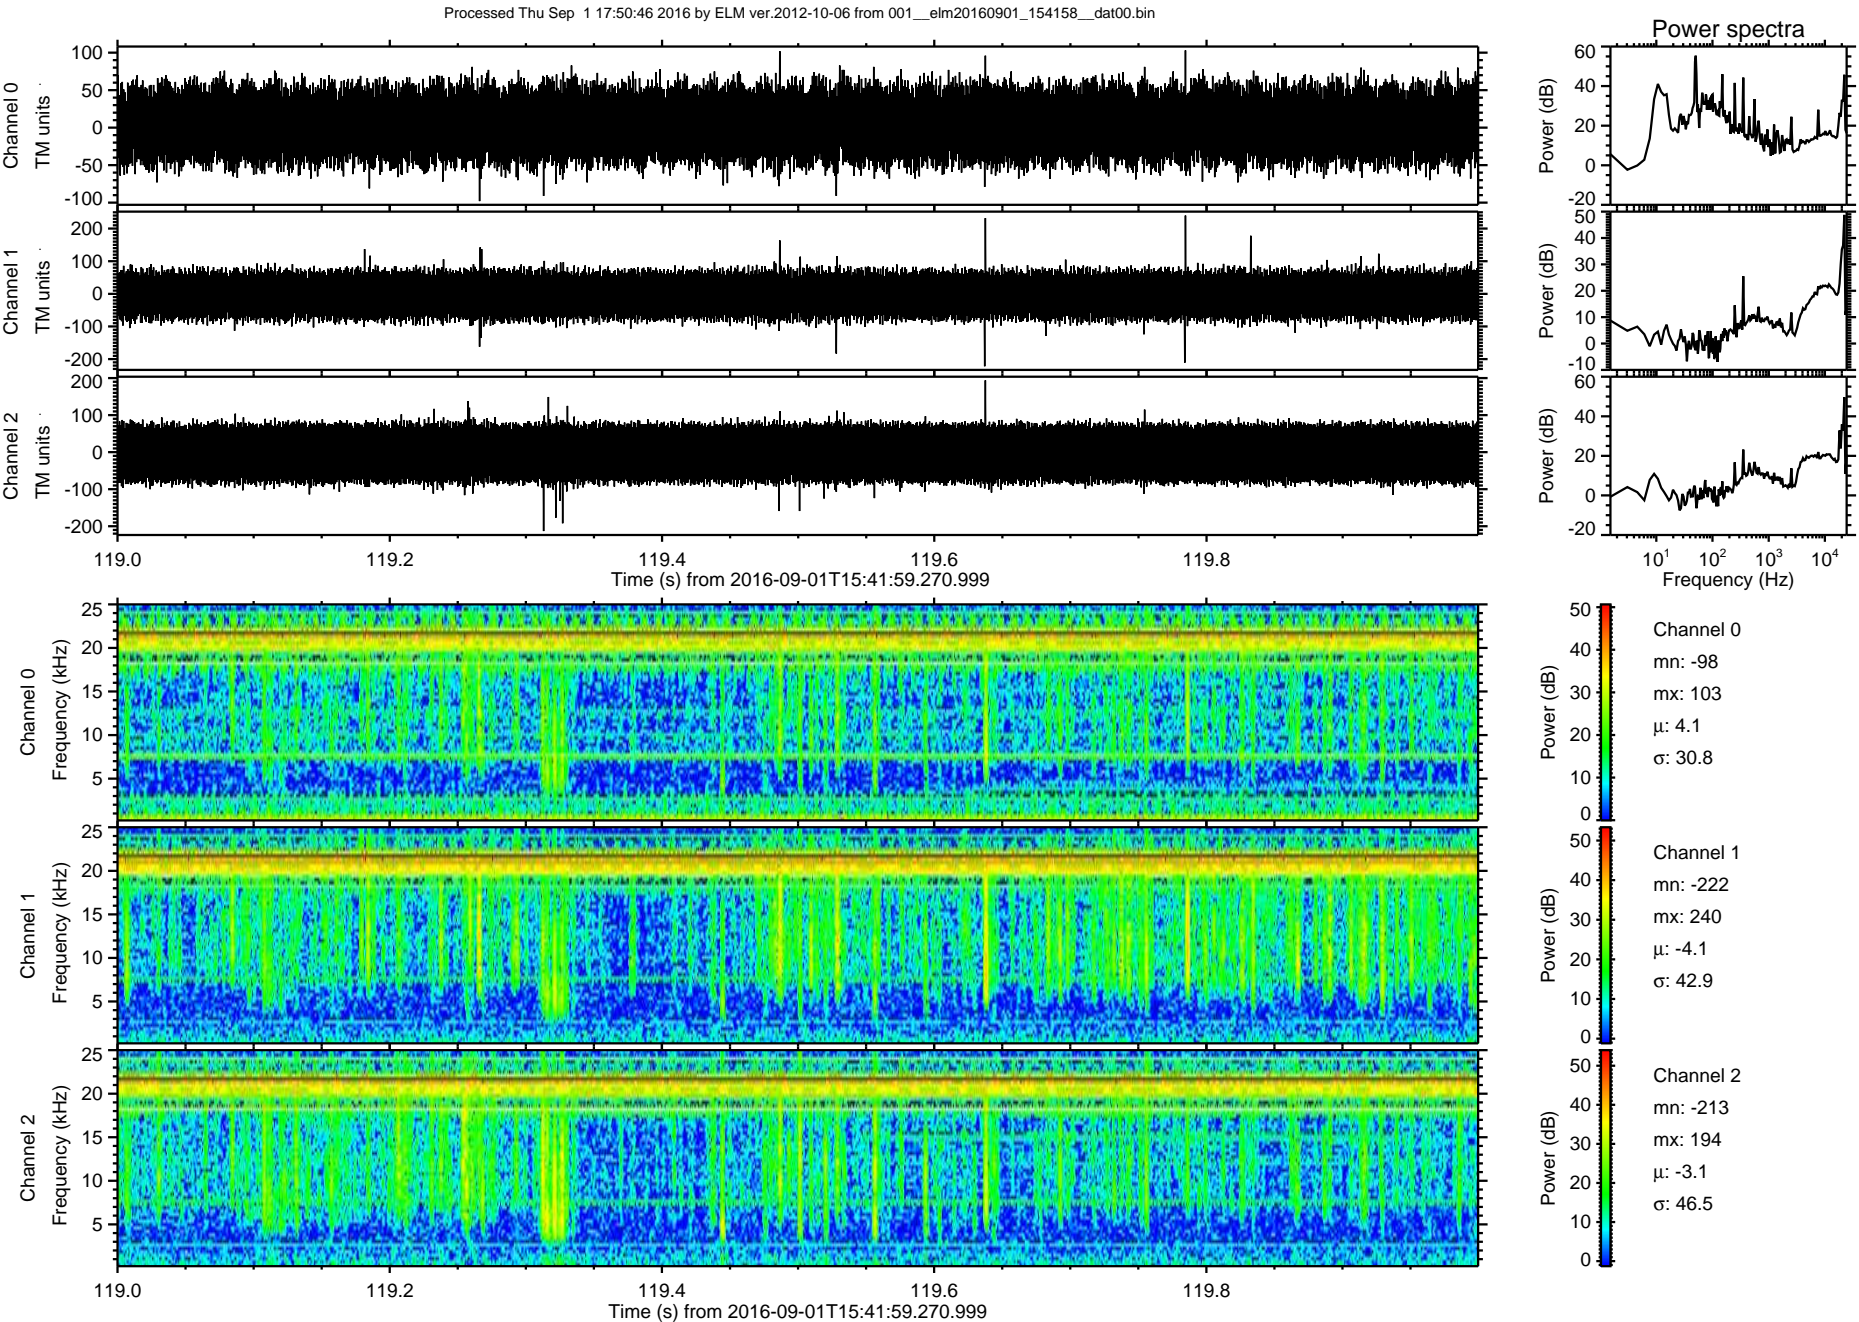 Processed Thu Sep  1 17:50:46 2016 by ELM ver.2012-10-06 from 001__elm20160901_154158__dat00.bin
Power spectra
Channel 0
TM units
100
50
0
-50
-100
Power (dB)
60
40
20
0
-20
Channel 1
TM units
200
100
0
-100
-200
Power (dB)
50
40
30
20
10
0
-10
Channel 2
TM units
200
100
0
-100
-200
Power (dB)
60
40
20
0
-20
119.0 119.2 119.4 119.6 119.8
Time (s) from 2016-09-01T15:41:59.270.999
10^1 10^2 10^3 10^4
Frequency (Hz)
Channel 0
Frequency (kHz)
25
20
15
10
5
Power (dB)
50
40
30
20
10
0
Channel 0
mn: -98
mx: 103
μ: 4.1
σ: 30.8
Channel 1
Frequency (kHz)
25
20
15
10
5
Power (dB)
50
40
30
20
10
0
Channel 1
mn: -222
mx: 240
μ: -4.1
σ: 42.9
Channel 2
Frequency (kHz)
25
20
15
10
5
Power (dB)
50
40
30
20
10
0
Channel 2
mn: -213
mx: 194
μ: -3.1
σ: 46.5
119.0 119.2 119.4 119.6 119.8
Time (s) from 2016-09-01T15:41:59.270.999